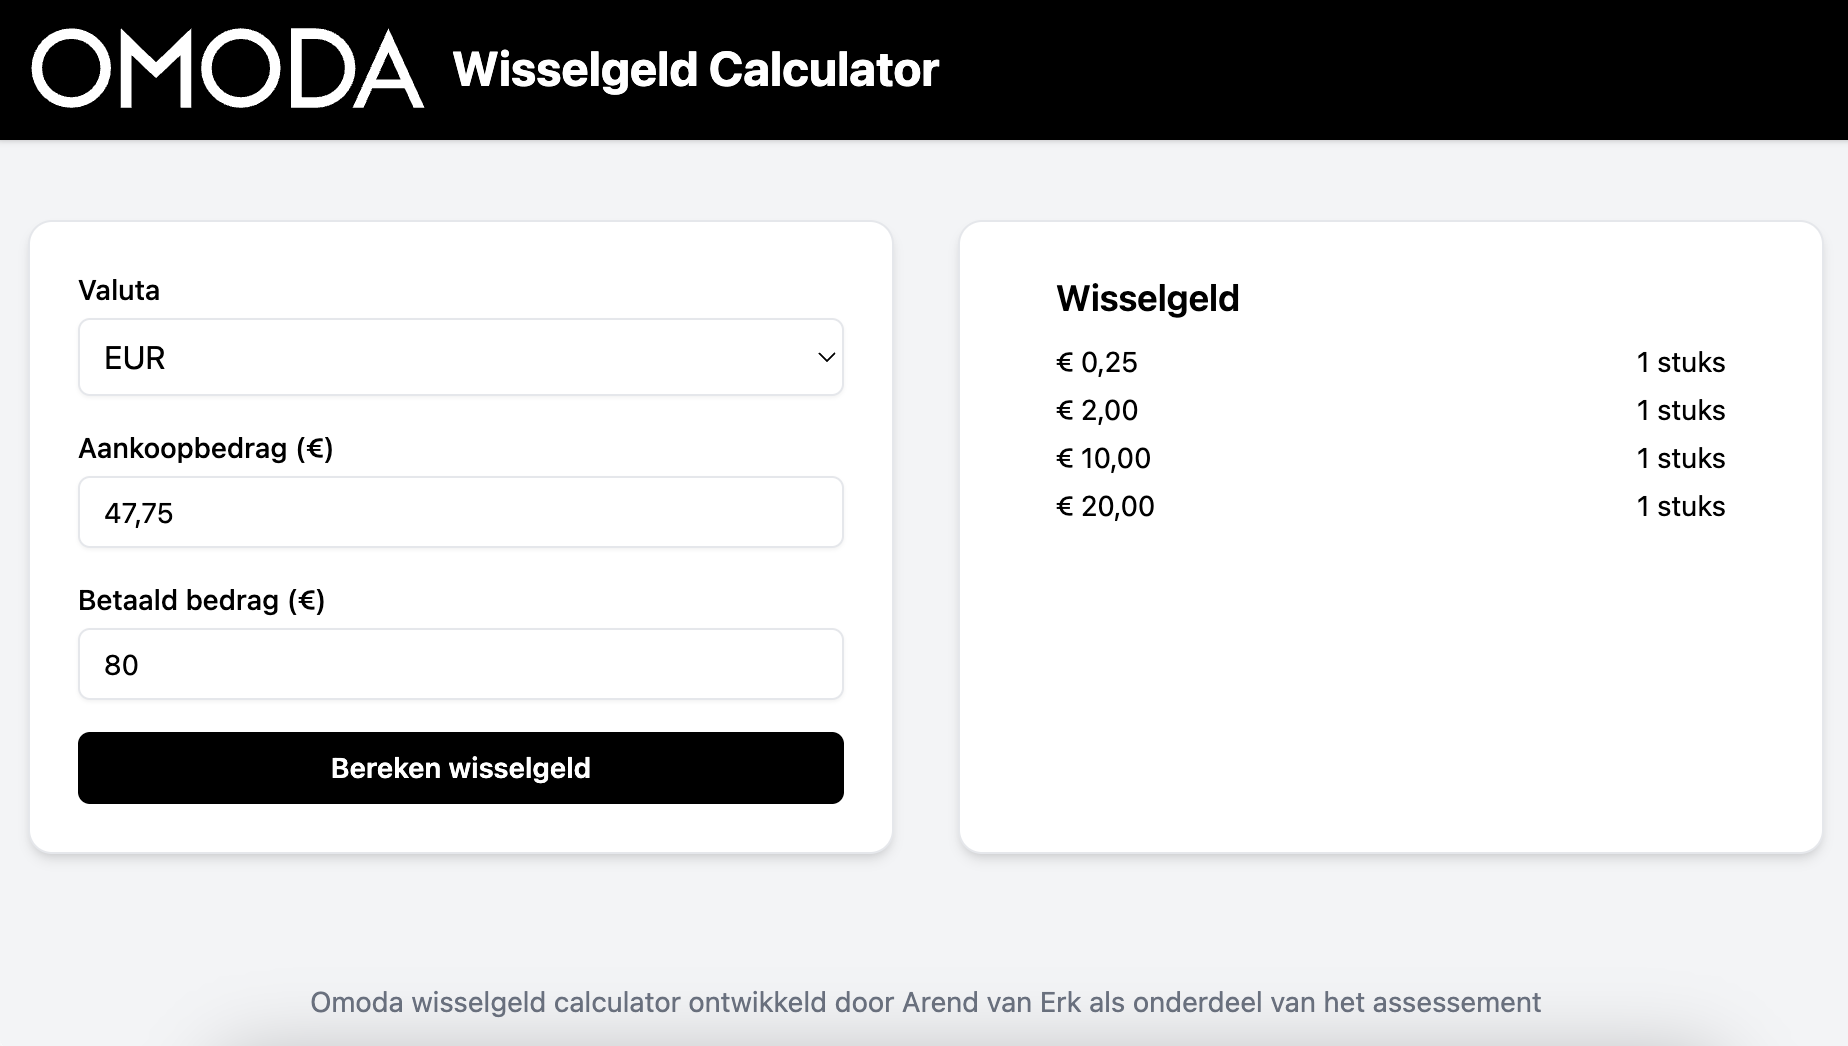 OMODA Wisselgeld Calculator
Valuta
EUR
Aankoopbedrag (€)
47,75
Betaald bedrag (€)
80
Bereken wisselgeld
Wisselgeld
€ 0,25 1 stuks
€ 2,00 1 stuks
€ 10,00 1 stuks
€ 20,00 1 stuks
Omoda wisselgeld calculator ontwikkeld door Arend van Erk als onderdeel van het assessement